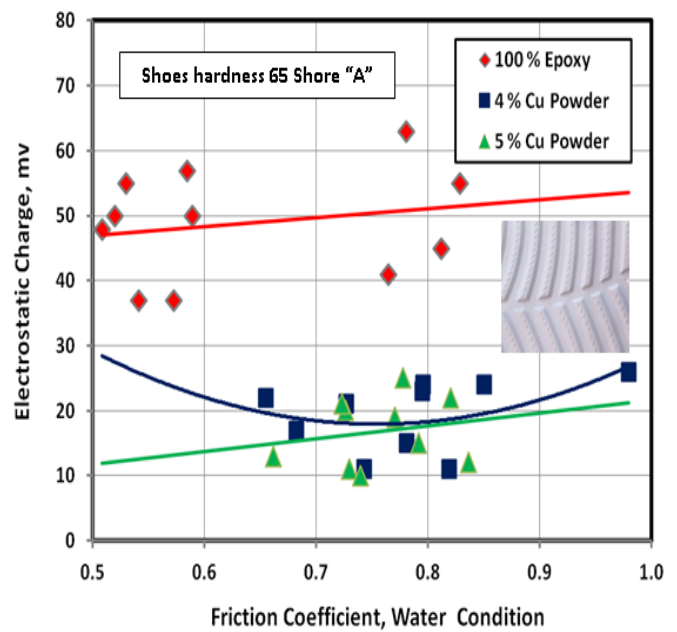 80
70
60
50
40
30
20
10
0
Electrostatic Charge, mv
Shoes hardness 65 Shore “A”
100 % Epoxy
4 % Cu Powder
5 % Cu Powder
0.5 0.6 0.7 0.8 0.9 1.0
Friction Coefficient, Water Condition